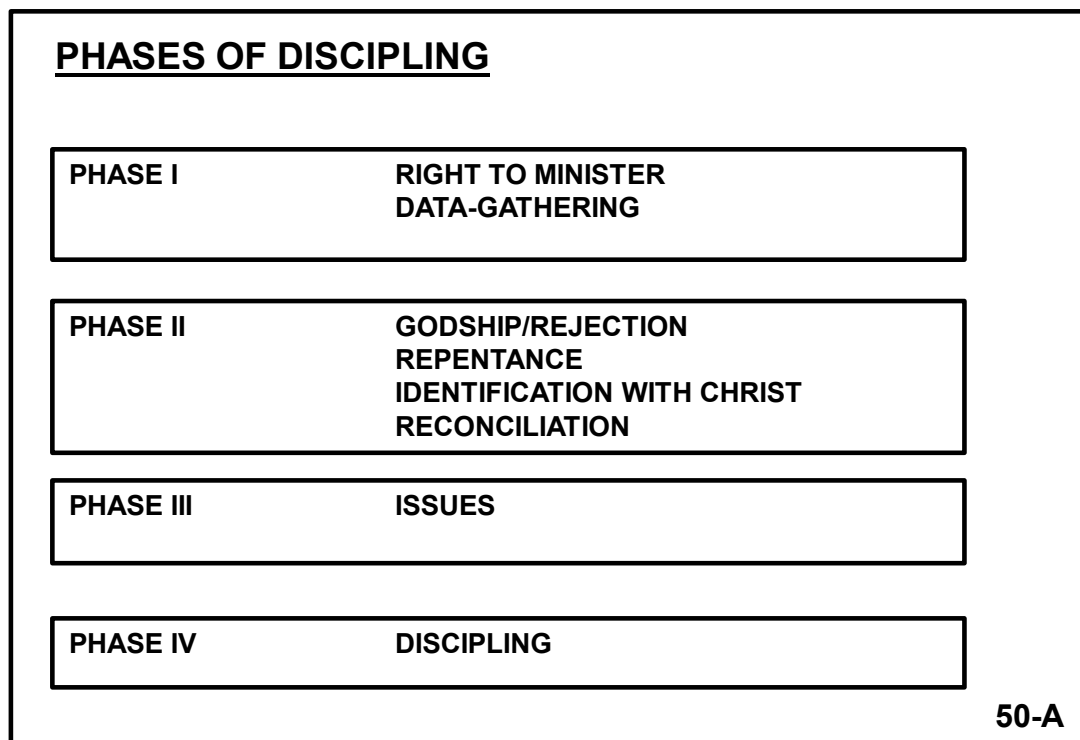 PHASES OF DISCIPLING
PHASE I RIGHT TO MINISTER
DATA-GATHERING
PHASE II GODSHIP/REJECTION
REPENTANCE
IDENTIFICATION WITH CHRIST
RECONCILIATION
PHASE III ISSUES
PHASE IV DISCIPLING
50-A